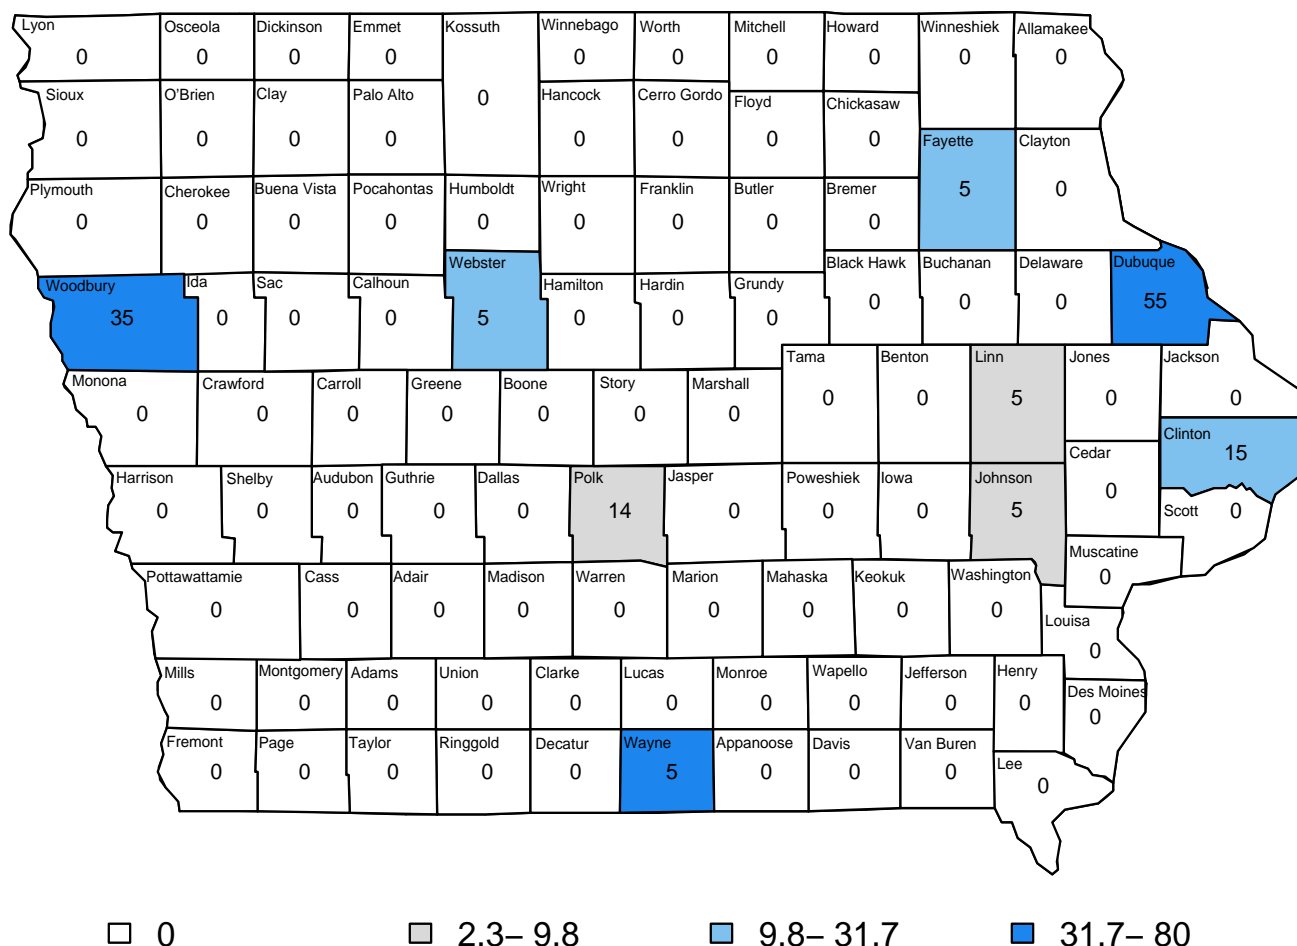 Lyon Osceola Dickinson Emmet Kossuth Winnebago Worth Mitchell Howard Winneshiek Allamakee
0 0 0 0 0 0 0 0 0 0
Sioux O'Brien Clay Palo Alto 0 Hancock Cerro Gordo Floyd Chickasaw
0 0 0 0 0 0 0 0
Fayette Clayton
5 0
Plymouth Cherokee Buena Vista Pocahontas Humboldt Wright Franklin Butler Bremer
0 0 0 0 0 0 0 0 0
Woodbury Ida Sac Calhoun Webster Hamilton Hardin Grundy Black Hawk Buchanan Delaware Dubuque
35 0 0 0 5 0 0 0 0 0 0 55
Monona Crawford Carroll Greene Boone Story Marshall Tama Benton Linn Jones Jackson
0 0 0 0 0 0 0 0 0 5 0 0
Clinton
15
Harrison Shelby Audubon Guthrie Dallas Polk Jasper Poweshiek Iowa Johnson Cedar Scott
0 0 0 0 0 14 0 0 0 5 0 0
Muscatine
0
Pottawattamie Cass Adair Madison Warren Marion Mahaska Keokuk Washington
0 0 0 0 0 0 0 0 0
Louisa
0
Mills Montgomery Adams Union Clarke Lucas Monroe Wapello Jefferson Henry Des Moines
0 0 0 0 0 0 0 0 0 0 0
Fremont Page Taylor Ringgold Decatur Wayne Appanoose Davis Van Buren Lee
0 0 0 0 0 5 0 0 0 0
0 2.3– 9.8 9.8– 31.7 31.7– 80